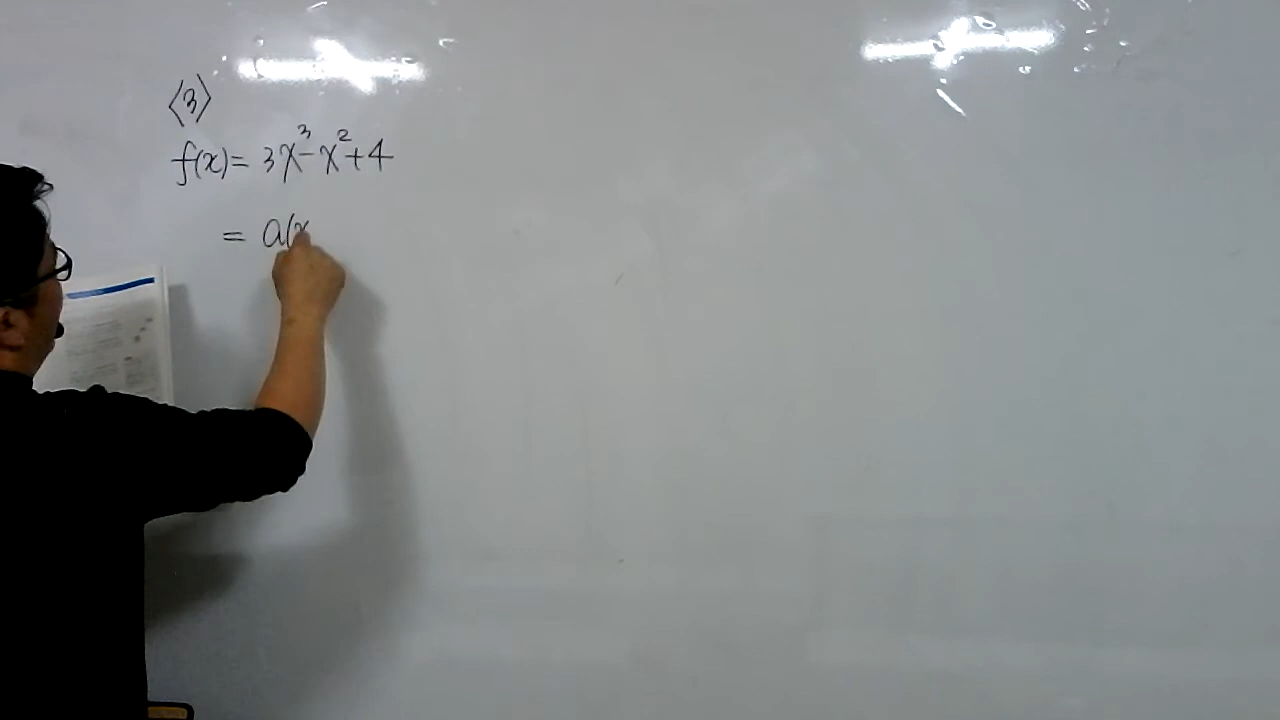 〈3〉
f(x) = 3x³-x²+4
= a(x